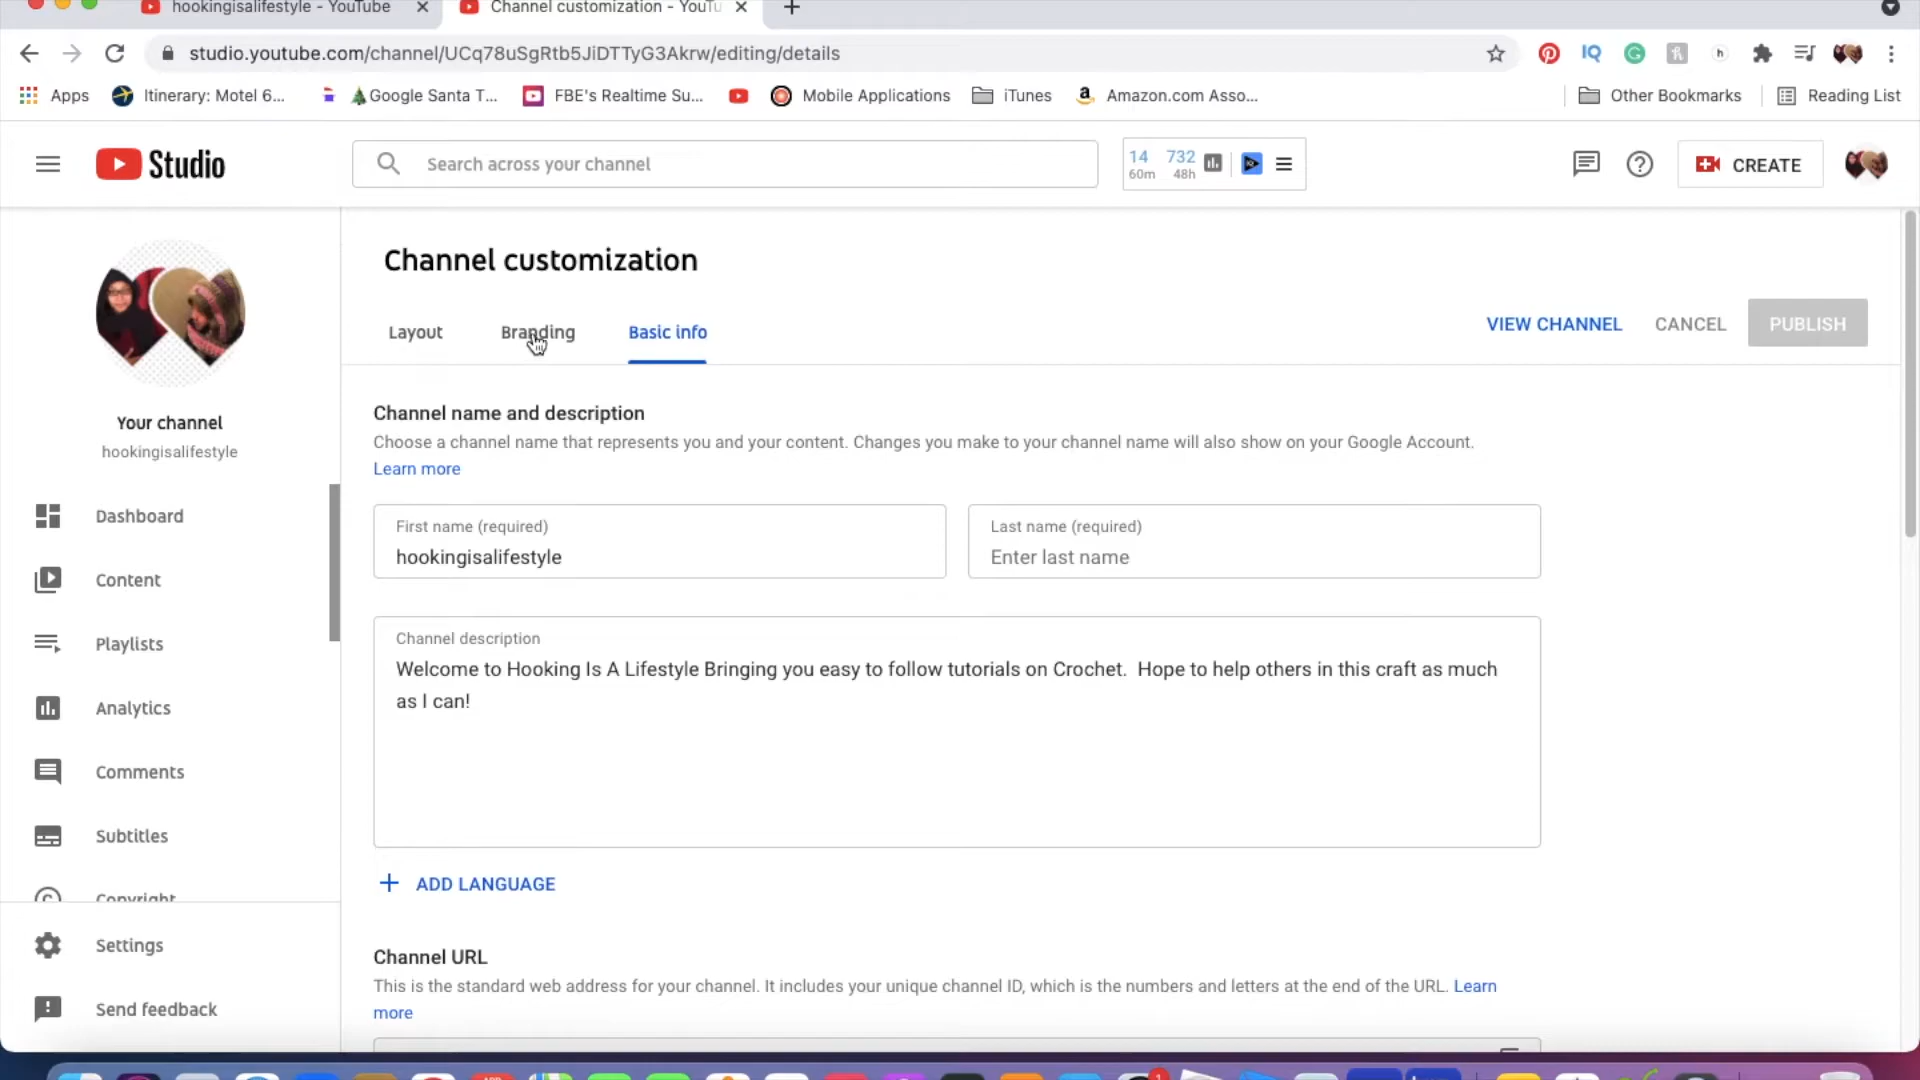 hookingisalifestyle - YouTube
Channel customization - YouTu
studio.youtube.com/channel/UCq78uSgRtb5JiDTTyG3Akrw/editing/details
IQ
h
Apps
Itinerary: Motel 6...
Google Santa T...
FBE's Realtime Su...
Mobile Applications
iTunes
Amazon.com Asso...
Other Bookmarks
Reading List
Studio
Search across your channel
14 732
60m 48h
CREATE
Channel customization
Layout
Branding
Basic info
VIEW CHANNEL
CANCEL
PUBLISH
Your channel
hookingisalifestyle
Dashboard
Content
Playlists
Analytics
Comments
Subtitles
Copyright
Settings
Send feedback
Channel name and description
Choose a channel name that represents you and your content. Changes you make to your channel name will also show on your Google Account.
Learn more
First name (required)
hookingisalifestyle
Last name (required)
Enter last name
Channel description
Welcome to Hooking Is A Lifestyle Bringing you easy to follow tutorials on Crochet.  Hope to help others in this craft as much
as I can!
ADD LANGUAGE
Channel URL
This is the standard web address for your channel. It includes your unique channel ID, which is the numbers and letters at the end of the URL. Learn
more